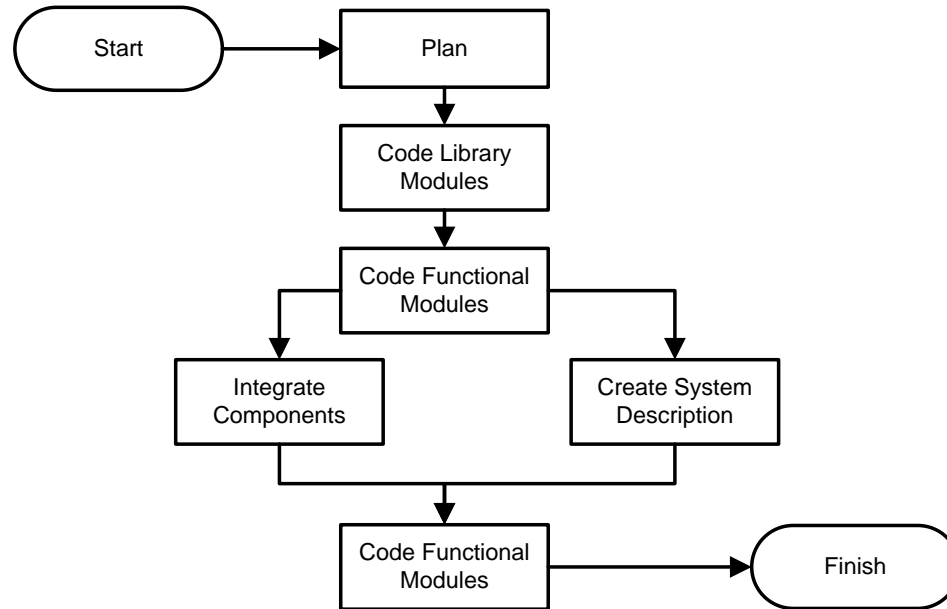 Start
Plan
Code Library
Modules
Code Functional
Modules
Integrate
Components
Create System
Description
Code Functional
Modules
Finish